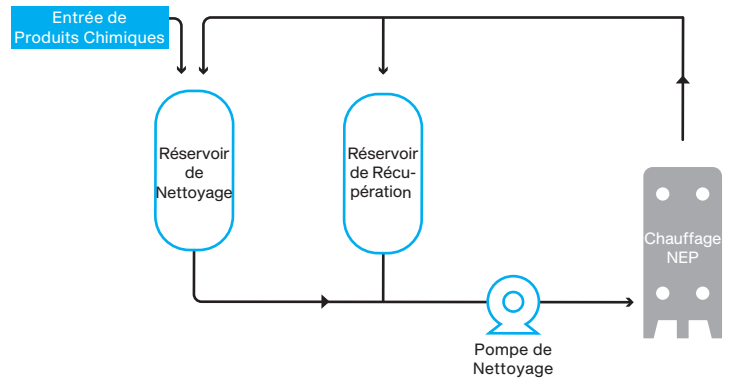 Entrée de
Produits Chimiques
Réservoir
de
Nettoyage
Réservoir
de Récu-
pération
Chauffage
NEP
Pompe de
Nettoyage